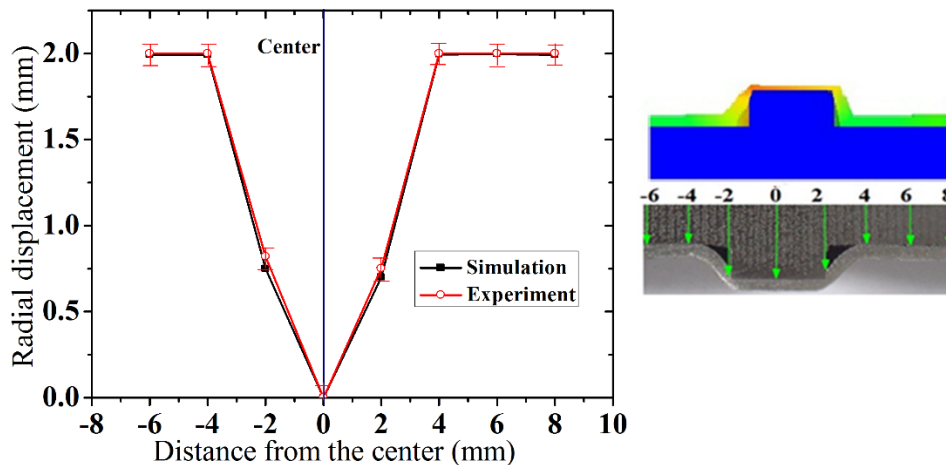 2.0
1.5
1.0
0.5
0.0
Radial displacement (mm)
Center
Simulation
Experiment
-8 -6 -4 -2 0 2 4 6 8 10
Distance from the center (mm)
-6 -4 -2 0 2 4 6 8